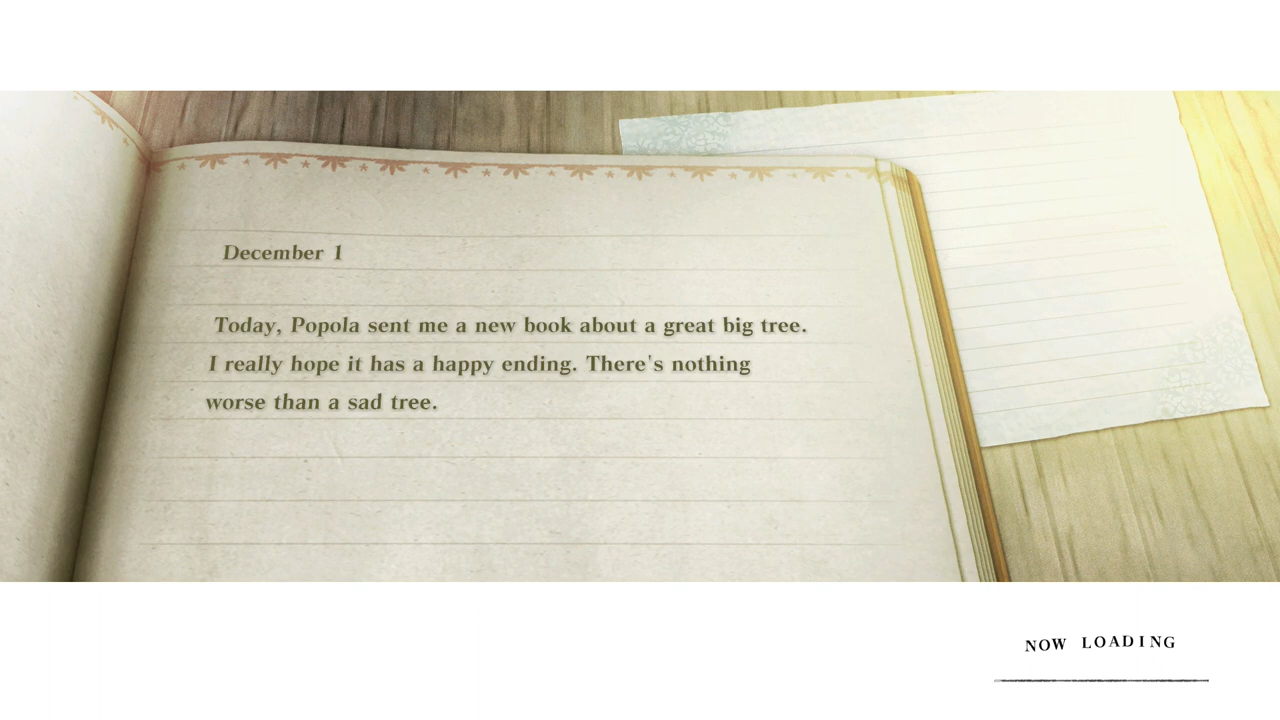 December 1
Today, Popola sent me a new book about a great big tree.
I really hope it has a happy ending. There's nothing
worse than a sad tree.
NOW LOADING